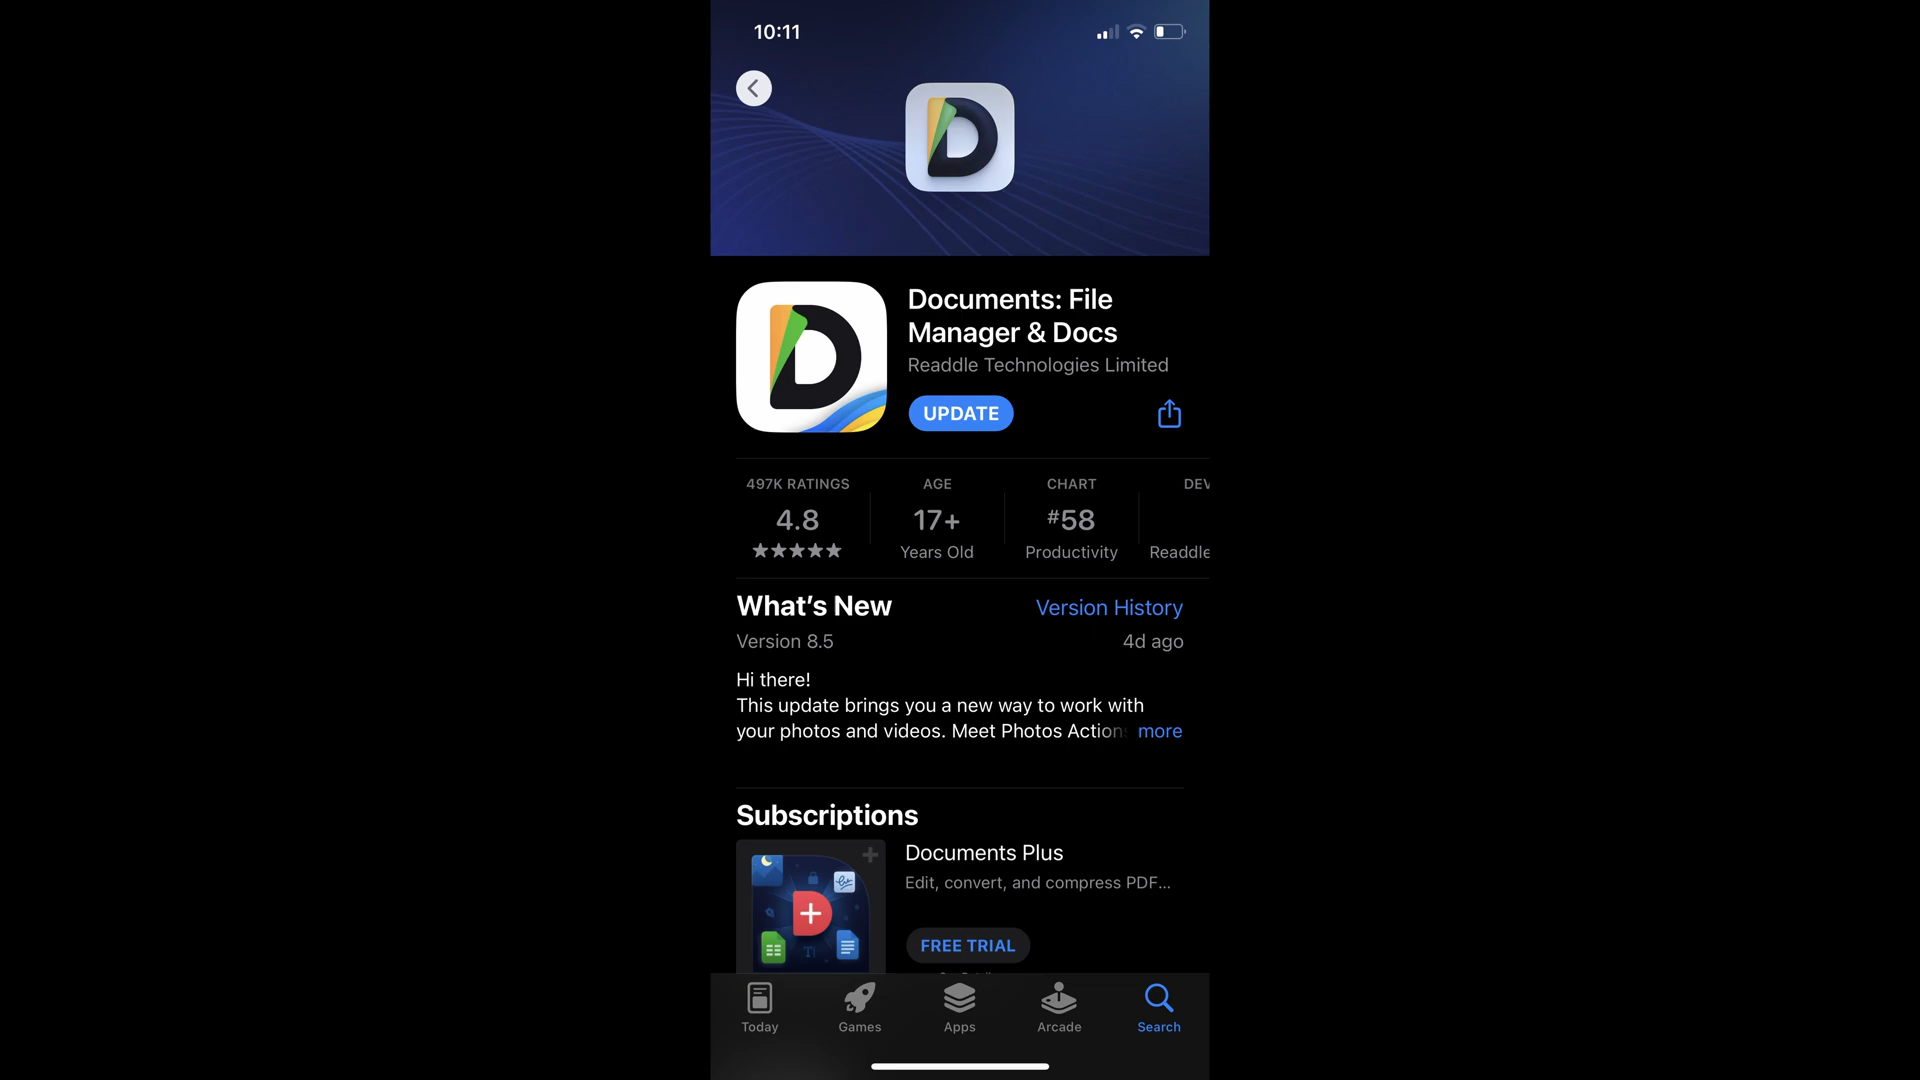 10:11
Documents: File
Manager & Docs
Readdle Technologies Limited
UPDATE
497K RATINGS
4.8
★★★★★
AGE
17+
Years Old
CHART
#58
Productivity
DEV
Readdle
What's New
Version History
Version 8.5
4d ago
Hi there!
This update brings you a new way to work with
your photos and videos. Meet Photos Actions more
Subscriptions
Documents Plus
Edit, convert, and compress PDF...
FREE TRIAL
Today
Games
Apps
Arcade
Search